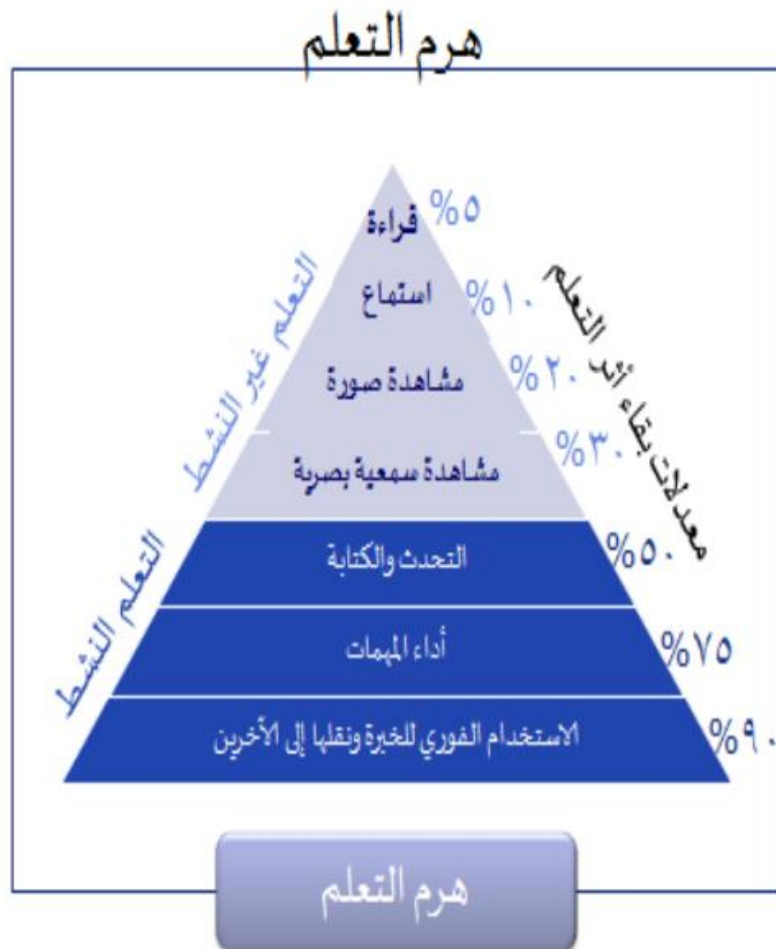 هرم التعلم
قراءة
٥%
استماع
١٠%
مشاهدة صورة
٢٠%
مشاهدة سمعية بصرية
٣٠%
التعلم غير النشط
معدلات بقاء أثر التعلم
التحدث والكتابة
٥٠%
أداء المهمات
٧٥%
الاستخدام الفوري للخبرة ونقلها إلى الآخرين
٩٠%
التعلم النشط
هرم التعلم